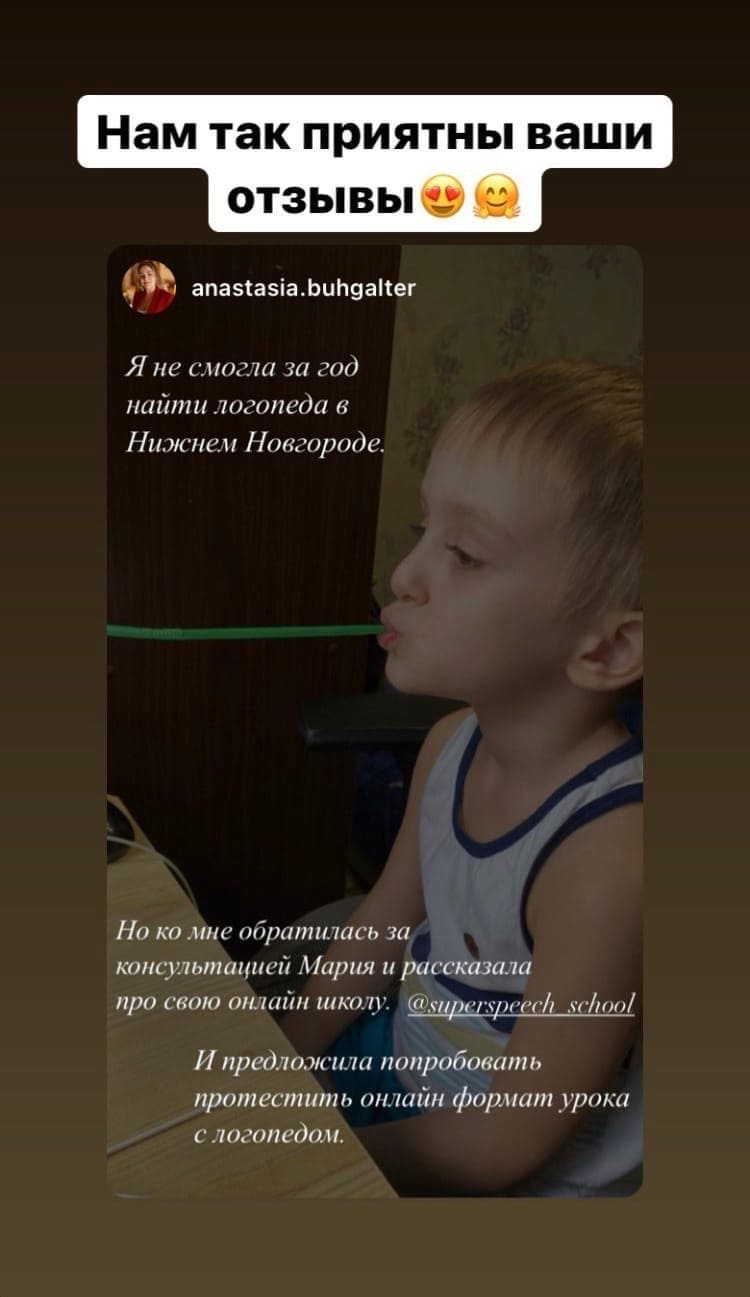 Нам так приятны ваши
отзывы😍🤗
anastasia.buhgalter
Я не смогла за год
найти логопеда в
Нижнем Новгороде.
Но ко мне обратилась за
консультацией Мария и рассказала
про свою онлайн школу. @superspeech_school
И предложила попробовать
протестить онлайн формат урока
с логопедом.